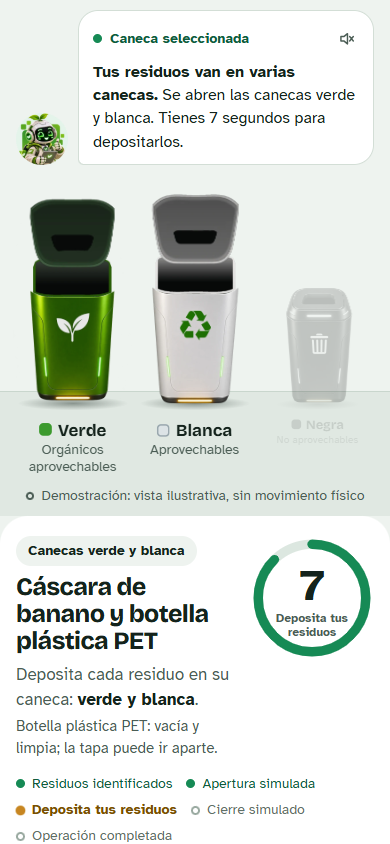 Caneca seleccionada
Tus residuos van en varias
canecas. Se abren las canecas verde
y blanca. Tienes 7 segundos para
depositarlos.
Verde
Orgánicos
aprovechables
Blanca
Aprovechables
Negra
No aprovechables
Demostración: vista ilustrativa, sin movimiento físico
Canecas verde y blanca
Cáscara de
banano y botella
plástica PET
7
Deposita tus
residuos
Deposita cada residuo en su
caneca: verde y blanca.
Botella plástica PET: vacía y
limpia; la tapa puede ir aparte.
Residuos identificados
Apertura simulada
Deposita tus residuos
Cierre simulado
Operación completada